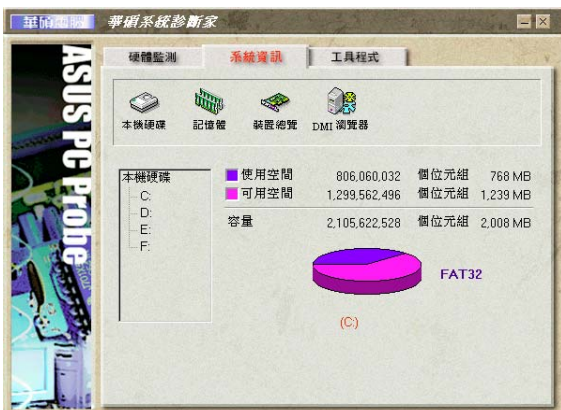 華碩電腦 華碩系統診斷家
ASUS PC Probe
硬體監測 系統資訊 工具程式
本機硬碟 記憶體 裝置總覽 DMI 瀏覽器
本機硬碟
C:
D:
E:
F:
使用空間 806,060,032 個位元組 768 MB
可用空間 1,299,562,496 個位元組 1,239 MB
容量 2,105,622,528 個位元組 2,008 MB
FAT32
(C:)